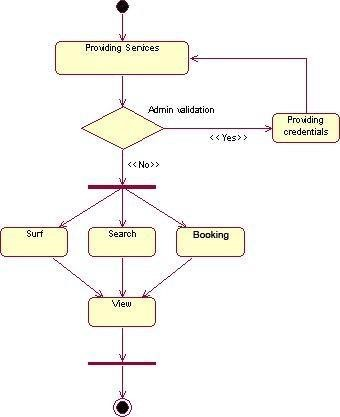 Providing Services
Admin validation
Providing
credentials
<<Yes>>
<<No>>
Surf
Search
Booking
View